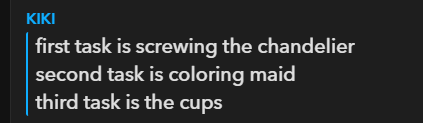 KIKI
first task is screwing the chandelier
second task is coloring maid
third task is the cups